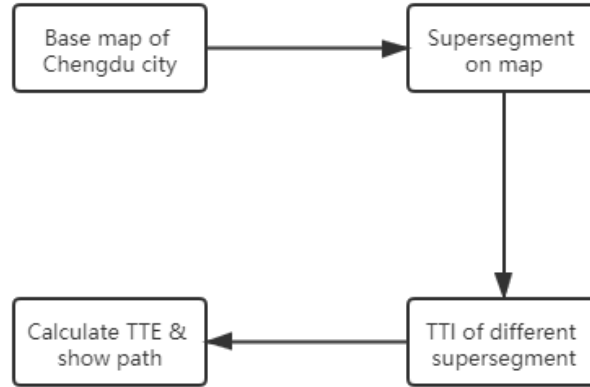 Base map of
Chengdu city
Supersegment
on map
TTI of different
supersegment
Calculate TTE &
show path